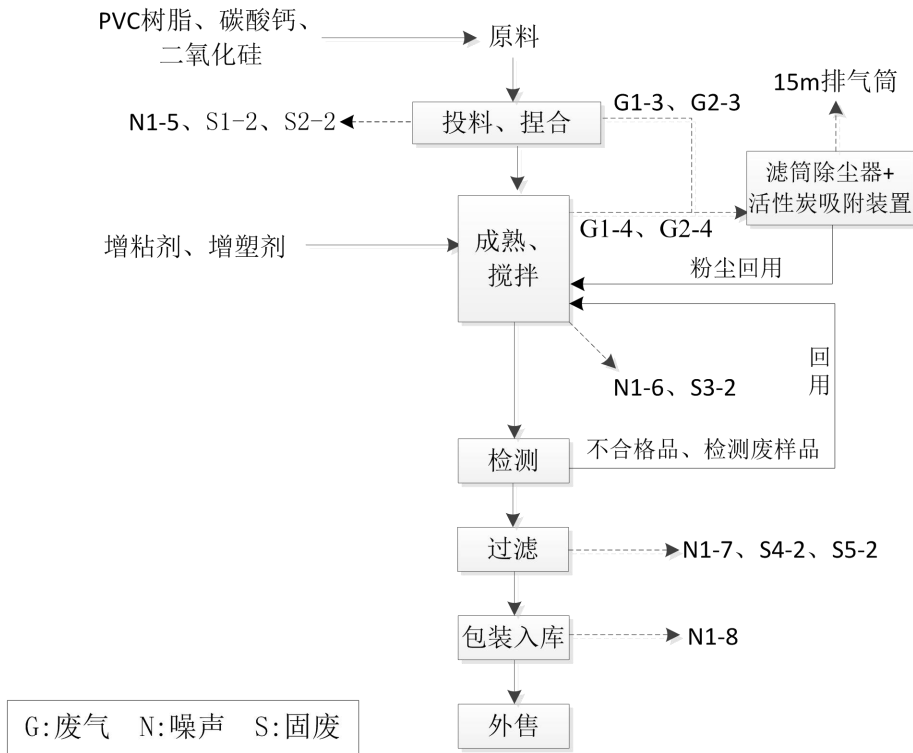 PVC树脂、碳酸钙、
二氧化硅
原料
15m排气筒
G1-3、G2-3
N1-5、S1-2、S2-2
投料、捏合
滤筒除尘器+
活性炭吸附装置
G1-4、G2-4
增粘剂、增塑剂
成熟、
搅拌
粉尘回用
回
用
N1-6、S3-2
不合格品、检测废样品
检测
过滤
N1-7、S4-2、S5-2
包装入库
N1-8
外售
G:废气 N:噪声 S:固废